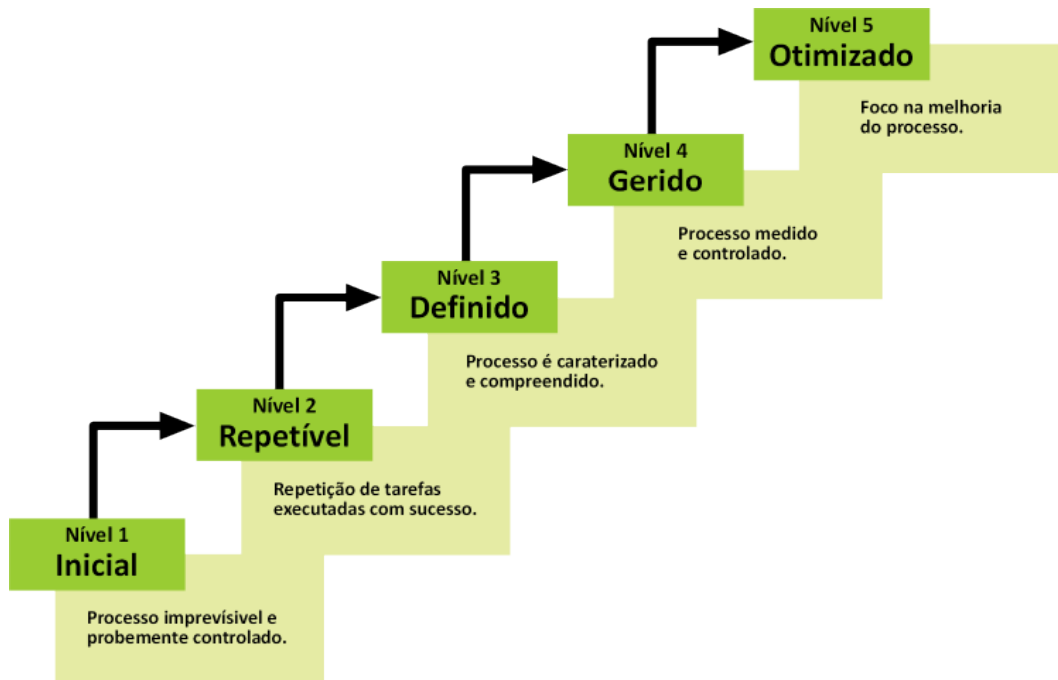 Nível 5
Otimizado
Foco na melhoria
do processo.
Nível 4
Gerido
Processo medido
e controlado.
Nível 3
Definido
Processo é caraterizado
e compreendido.
Nível 2
Repetível
Repetição de tarefas
executadas com sucesso.
Nível 1
Inicial
Processo imprevísivel e
probemente controlado.